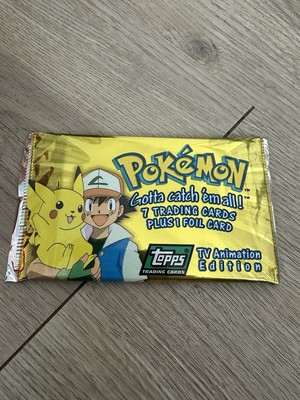 POKéMON
Gotta catch 'em all!
7 TRADING CARDS
PLUS 1 FOIL CARD
topps
TRADING CARDS
TV Animation
Edition